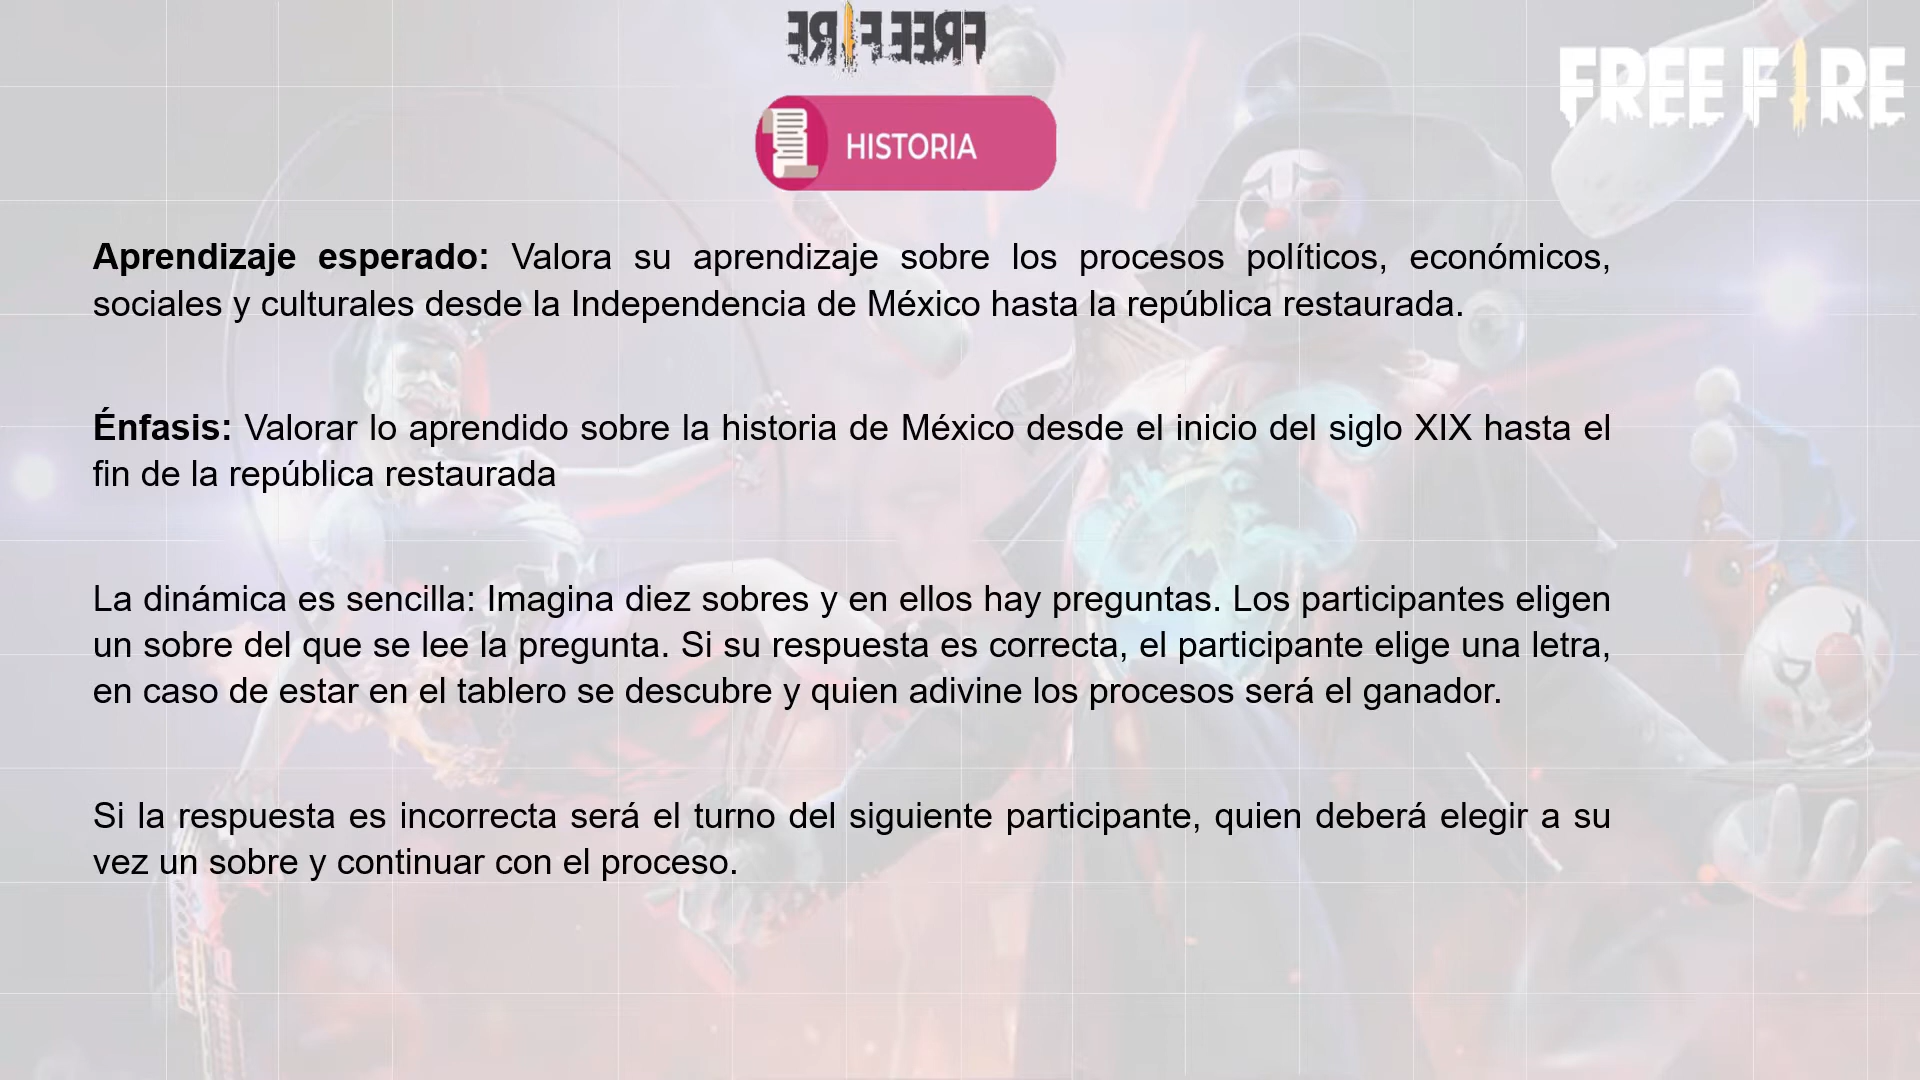 FREE FIRE
FREE FIRE
HISTORIA
Aprendizaje esperado: Valora su aprendizaje sobre los procesos políticos, económicos,
sociales y culturales desde la Independencia de México hasta la república restaurada.
Énfasis: Valorar lo aprendido sobre la historia de México desde el inicio del siglo XIX hasta el
fin de la república restaurada
La dinámica es sencilla: Imagina diez sobres y en ellos hay preguntas. Los participantes eligen
un sobre del que se lee la pregunta. Si su respuesta es correcta, el participante elige una letra,
en caso de estar en el tablero se descubre y quien adivine los procesos será el ganador.
Si la respuesta es incorrecta será el turno del siguiente participante, quien deberá elegir a su
vez un sobre y continuar con el proceso.